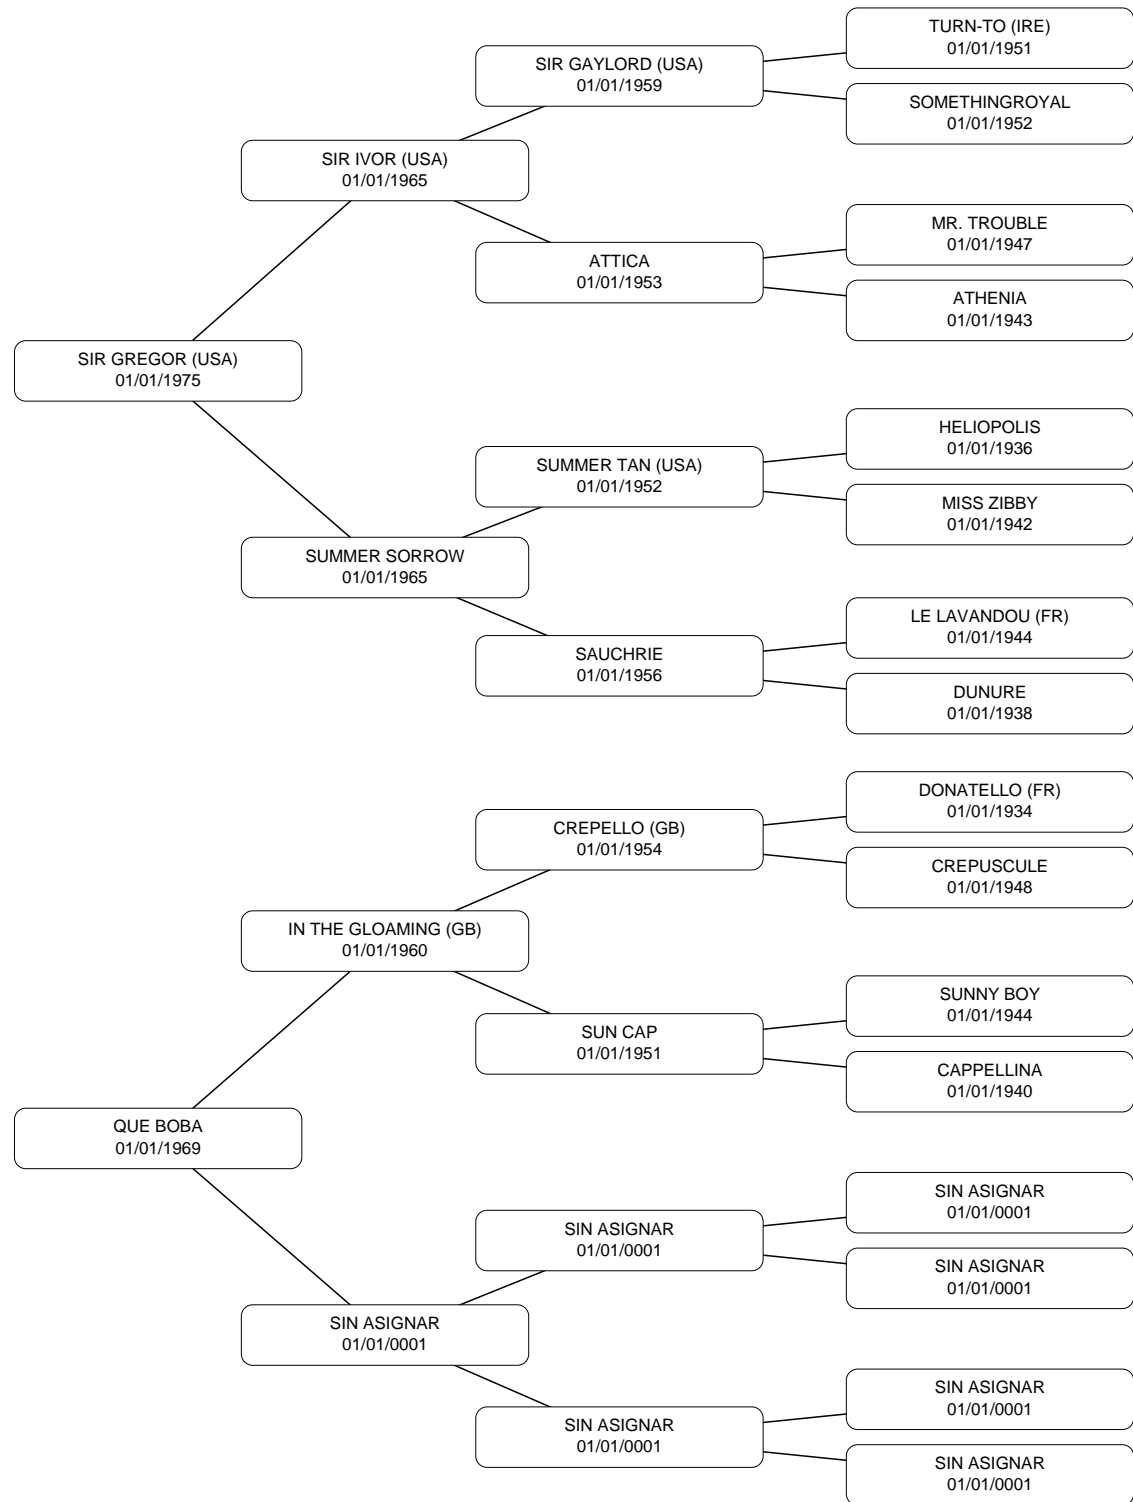 TURN-TO (IRE)
01/01/1951
SIR GAYLORD (USA)
01/01/1959
SOMETHINGROYAL
01/01/1952
SIR IVOR (USA)
01/01/1965
MR. TROUBLE
01/01/1947
ATTICA
01/01/1953
ATHENIA
01/01/1943
SIR GREGOR (USA)
01/01/1975
HELIOPOLIS
01/01/1936
SUMMER TAN (USA)
01/01/1952
MISS ZIBBY
01/01/1942
SUMMER SORROW
01/01/1965
LE LAVANDOU (FR)
01/01/1944
SAUCHRIE
01/01/1956
DUNURE
01/01/1938
DONATELLO (FR)
01/01/1934
CREPELLO (GB)
01/01/1954
CREPUSCULE
01/01/1948
IN THE GLOAMING (GB)
01/01/1960
SUNNY BOY
01/01/1944
SUN CAP
01/01/1951
CAPPELLINA
01/01/1940
QUE BOBA
01/01/1969
SIN ASIGNAR
01/01/0001
SIN ASIGNAR
01/01/0001
SIN ASIGNAR
01/01/0001
SIN ASIGNAR
01/01/0001
SIN ASIGNAR
01/01/0001
SIN ASIGNAR
01/01/0001
SIN ASIGNAR
01/01/0001